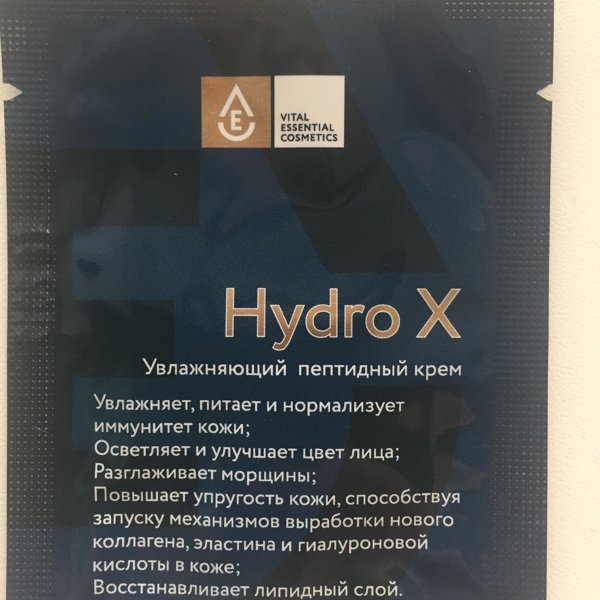 E
VITAL
ESSENTIAL
COSMETICS
Hydro X
Увлажняющий пептидный крем
Увлажняет, питает и нормализует
иммунитет кожи;
Осветляет и улучшает цвет лица;
Разглаживает морщины;
Повышает упругость кожи, способствуя
запуску механизмов выработки нового
коллагена, эластина и гиалуроновой
кислоты в коже;
Восстанавливает липидный слой.